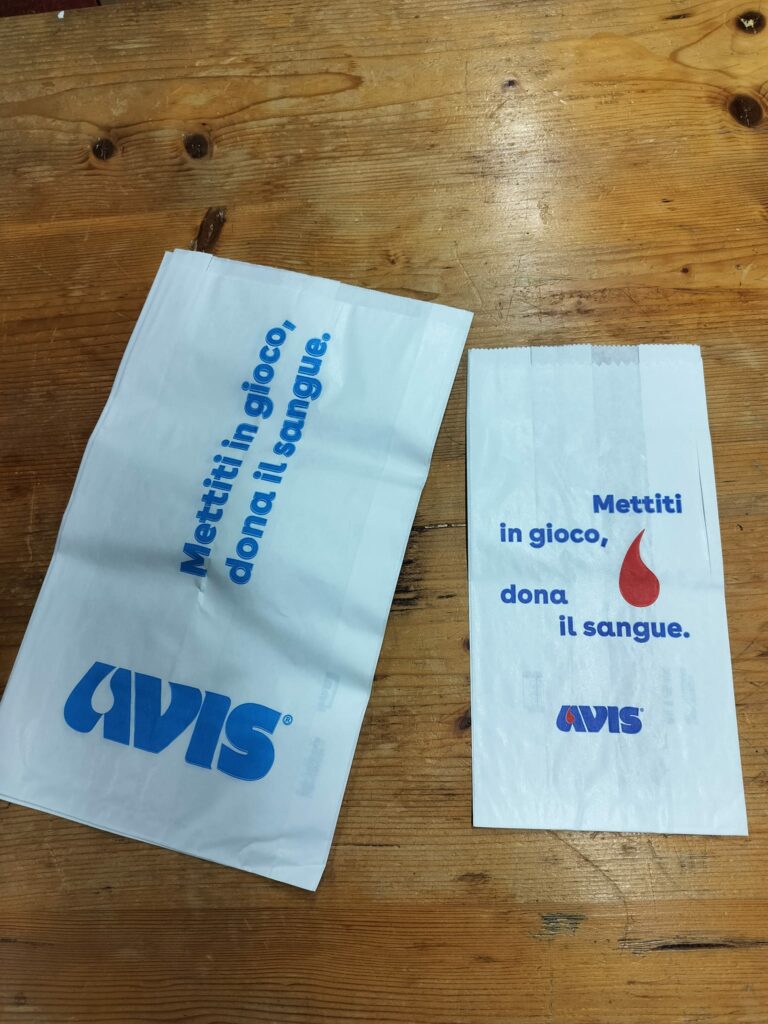 Mettiti in gioco,
dona il sangue.
AVIS®
Mettiti
in gioco,
dona
il sangue.
AVIS®